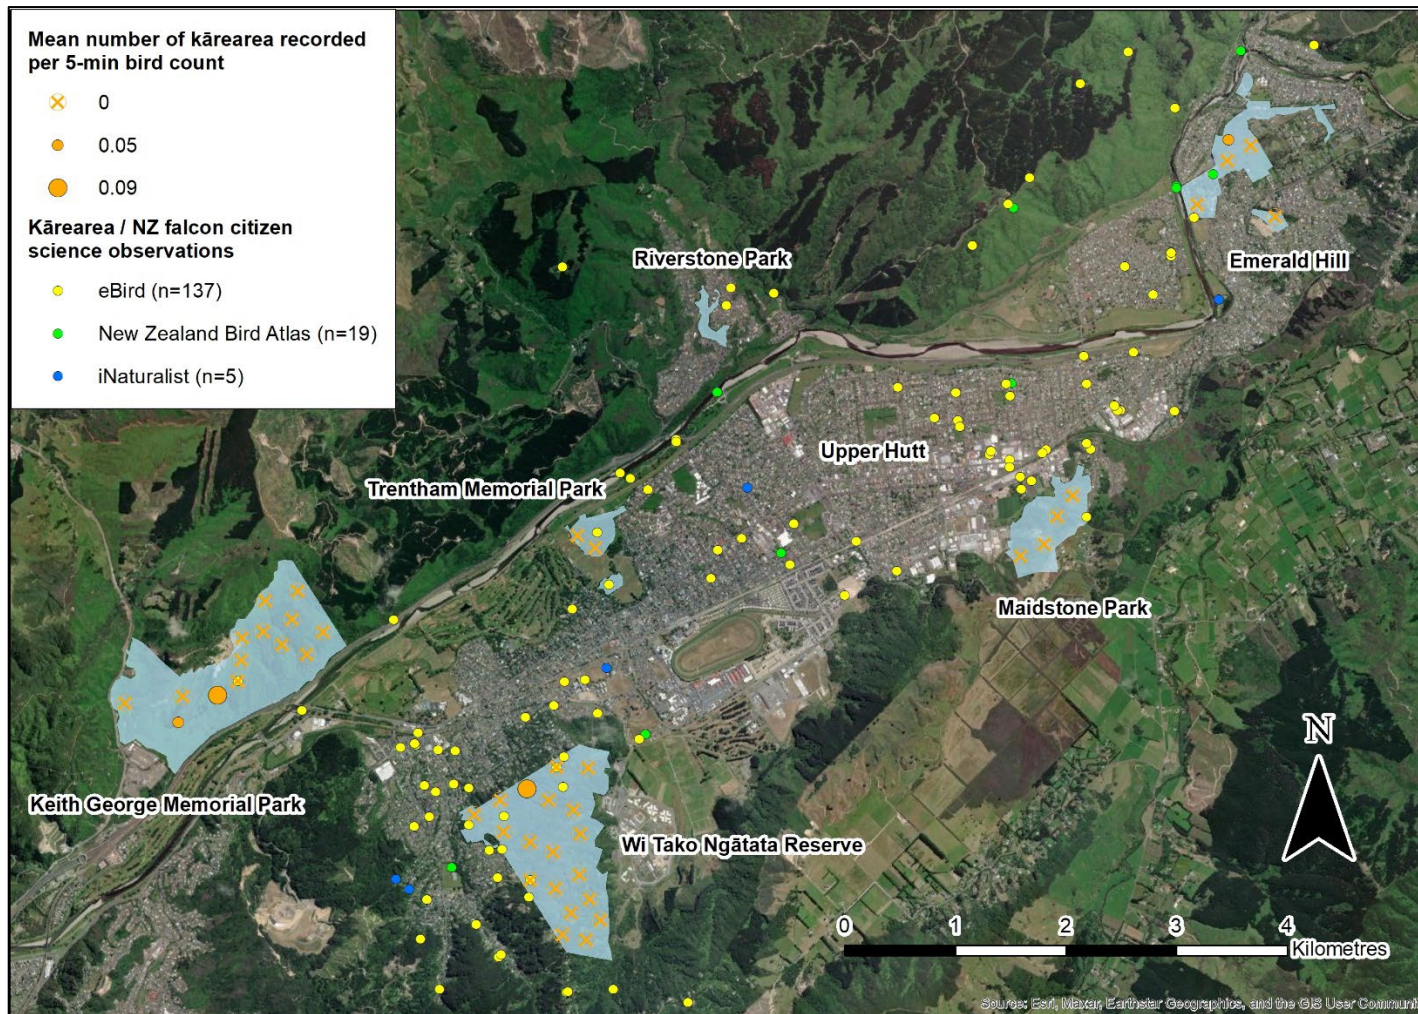 Mean number of kārearea recorded
per 5-min bird count
0
0.05
0.09
Kārearea / NZ falcon citizen
science observations
eBird (n=137)
New Zealand Bird Atlas (n=19)
iNaturalist (n=5)
Riverstone Park
Emerald Hill
Upper Hutt
Trentham Memorial Park
Maidstone Park
Keith George Memorial Park
Wi Tako Ngātata Reserve
N
0 1 2 3 4
Kilometres
Source: Esri, Maxar, Earthstar Geographics, and the GIS User Communit